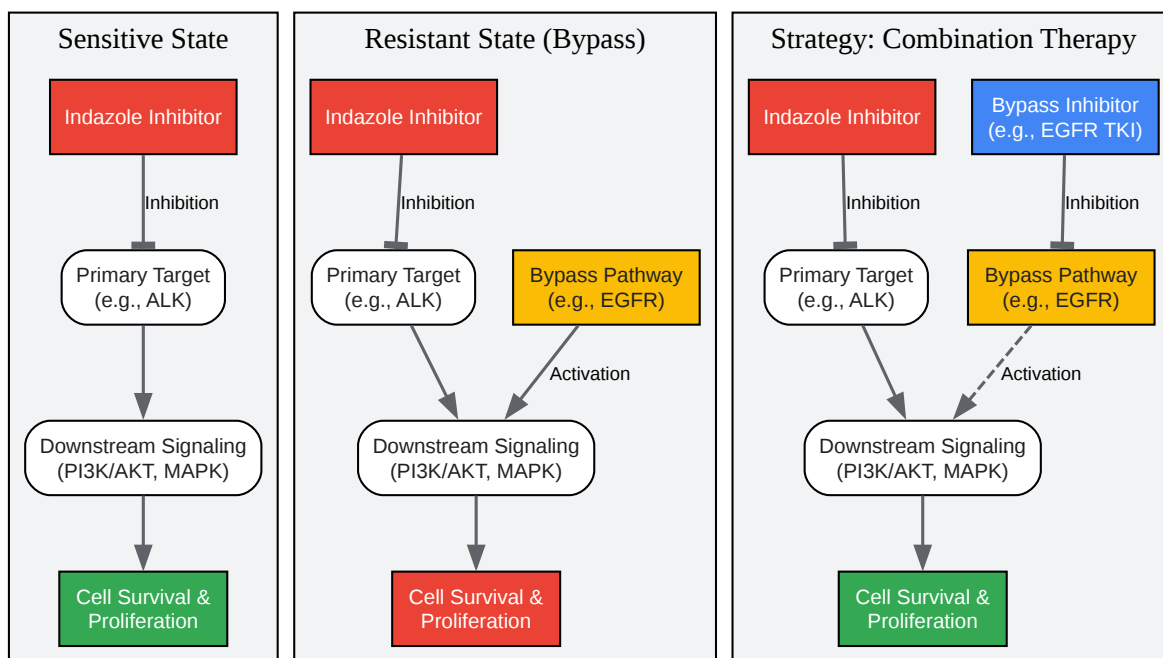 Sensitive State
Indazole Inhibitor
Inhibition
Primary Target
(e.g., ALK)
Downstream Signaling
(PI3K/AKT, MAPK)
Cell Survival &
Proliferation
Resistant State (Bypass)
Indazole Inhibitor
Inhibition
Primary Target
(e.g., ALK)
Bypass Pathway
(e.g., EGFR)
Activation
Downstream Signaling
(PI3K/AKT, MAPK)
Cell Survival &
Proliferation
Strategy: Combination Therapy
Indazole Inhibitor
Bypass Inhibitor
(e.g., EGFR TKI)
Inhibition
Inhibition
Primary Target
(e.g., ALK)
Bypass Pathway
(e.g., EGFR)
Activation
Downstream Signaling
(PI3K/AKT, MAPK)
Cell Survival &
Proliferation